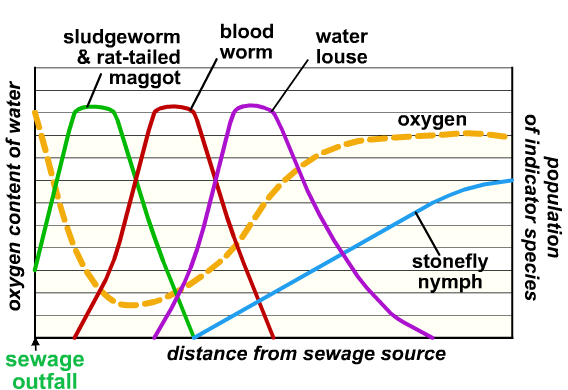 sludgeworm
& rat-tailed
maggot
blood
worm
water
louse
oxygen
oxygen content of water
population
of indicator species
stonefly
nymph
distance from sewage source
sewage
outfall